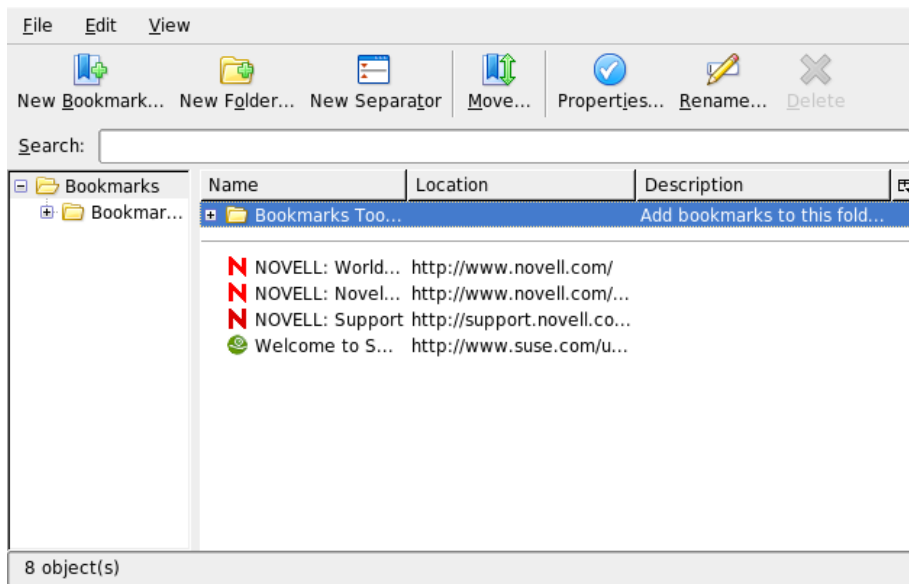 File Edit View
New Bookmark... New Folder... New Separator Move... Properties... Rename... Delete
Search:
Bookmarks
Bookmar...
Name Location Description
Bookmarks Too... Add bookmarks to this fold...
NOVELL: World... http://www.novell.com/
NOVELL: Novel... http://www.novell.com/...
NOVELL: Support http://support.novell.co...
Welcome to S... http://www.suse.com/u...
8 object(s)